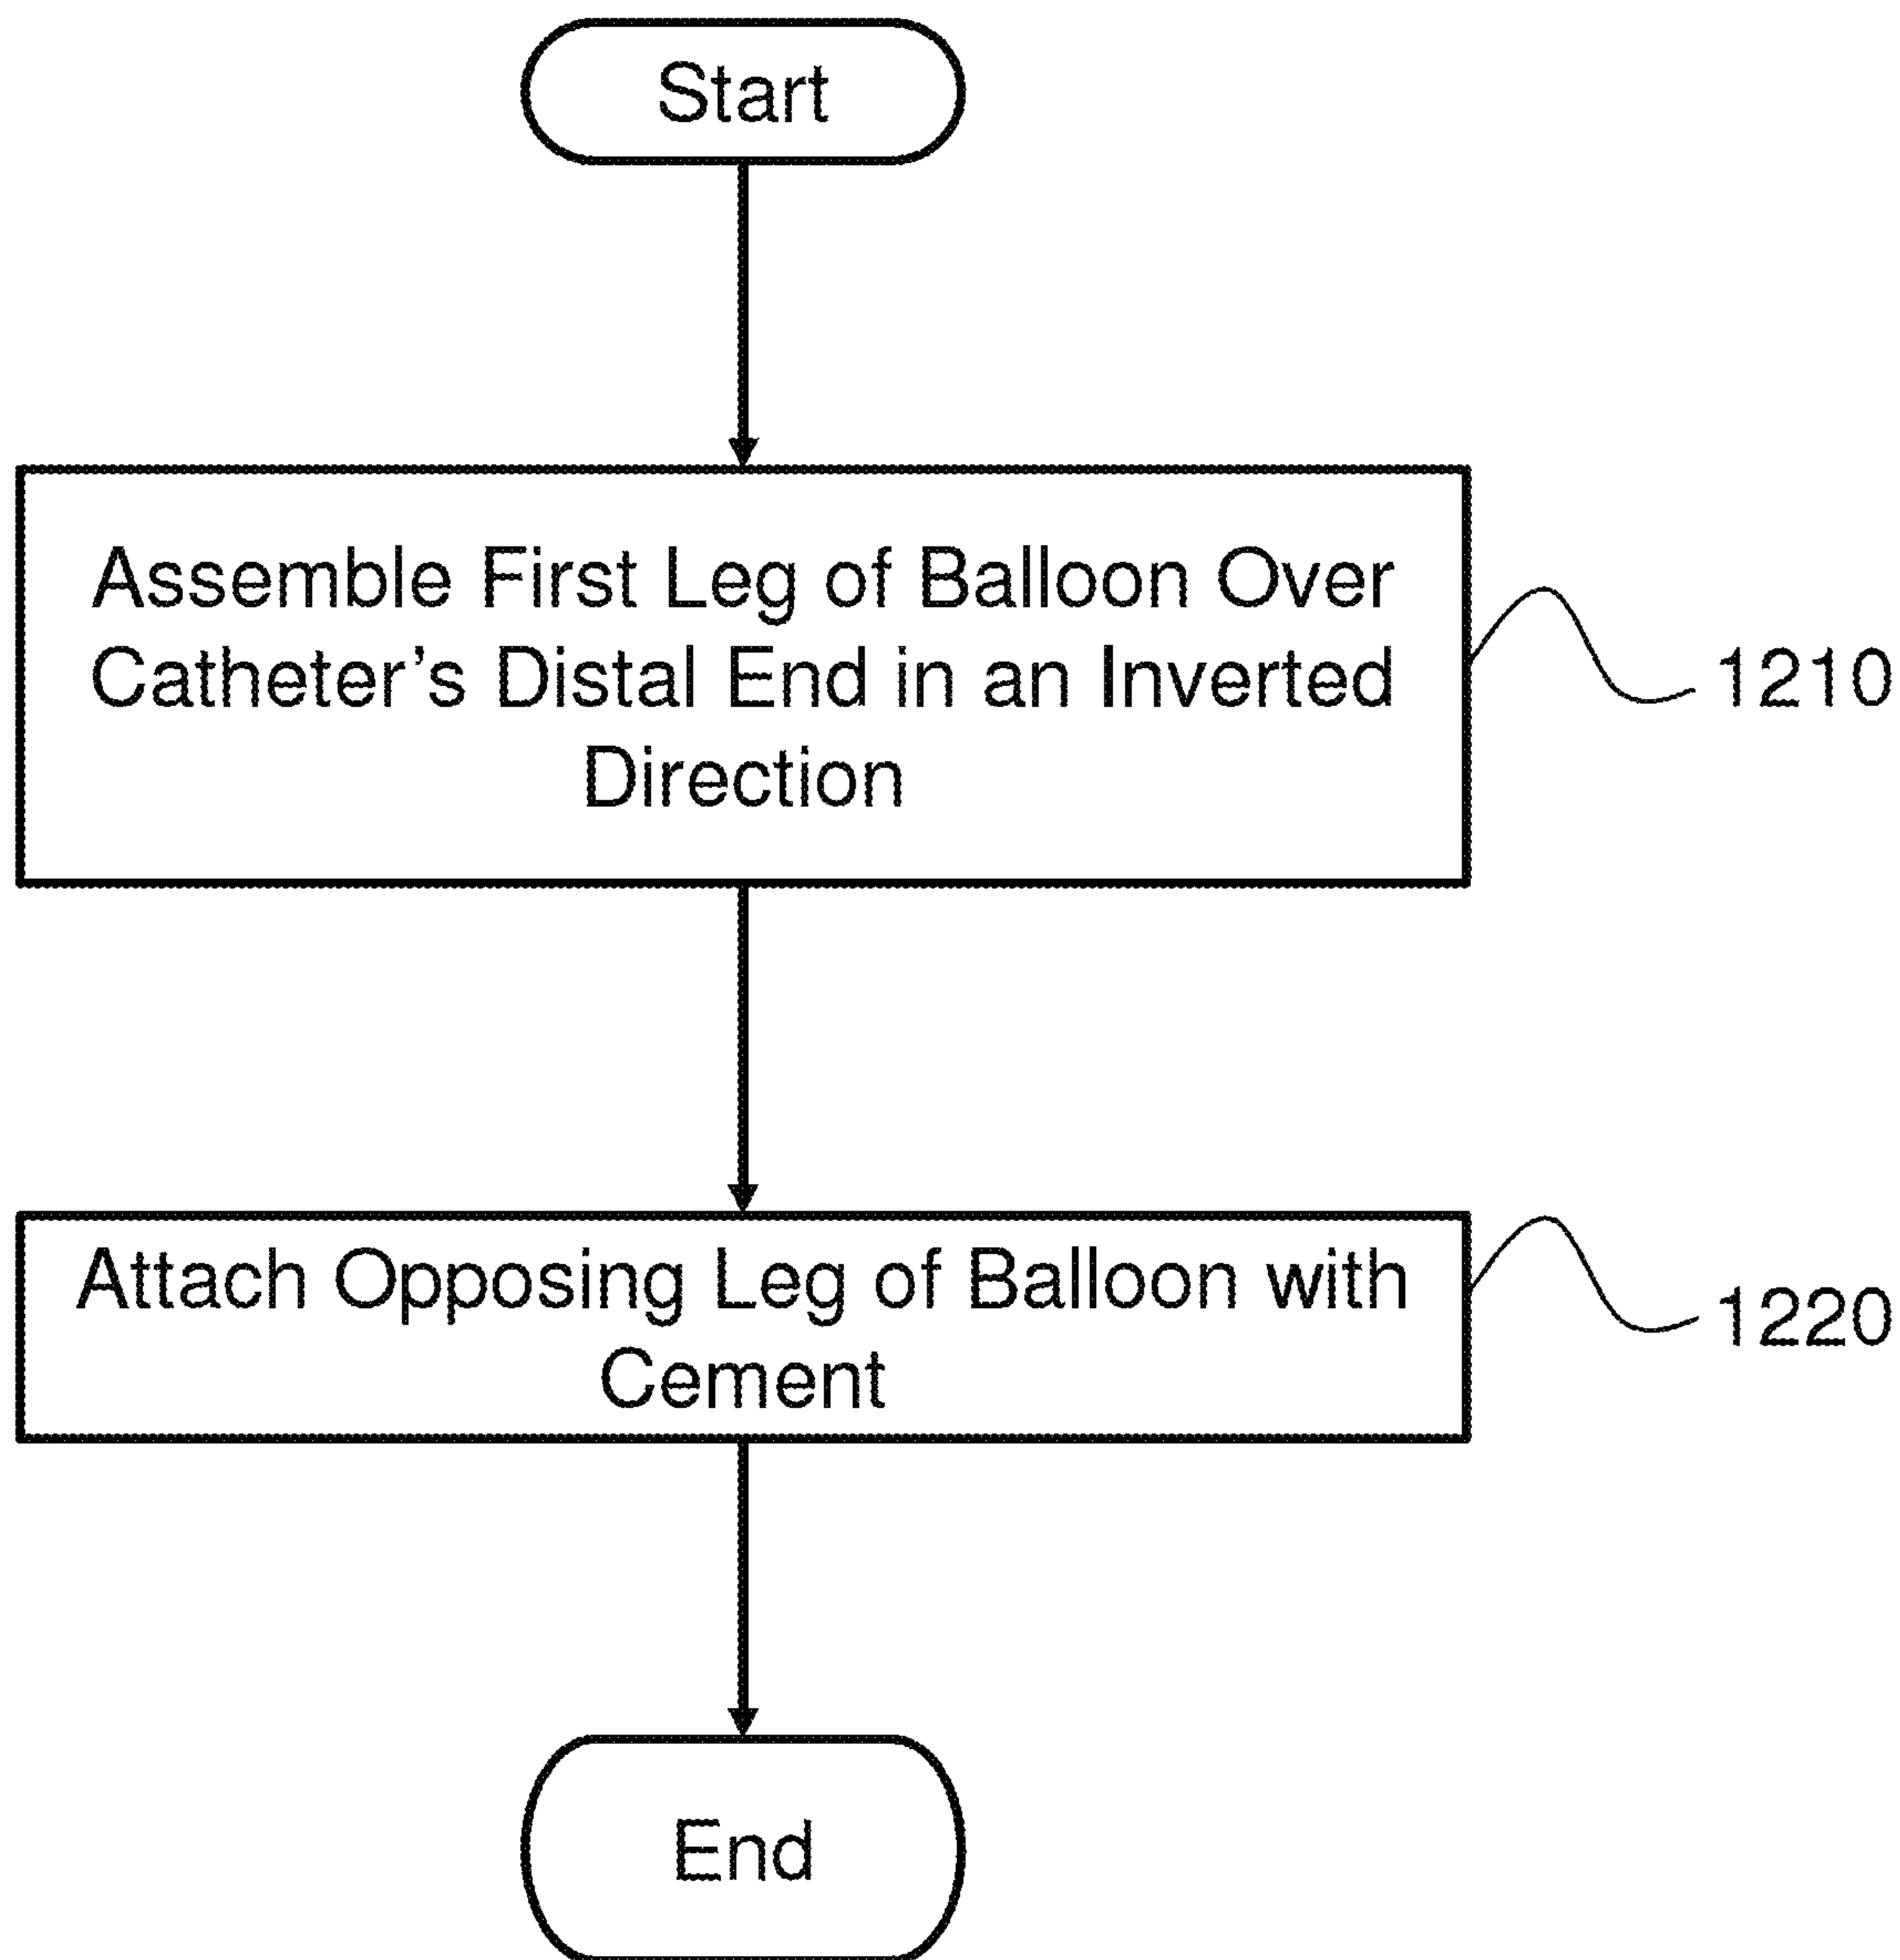 Start
Assemble First Leg of Balloon Over
Catheter’s Distal End in an Inverted
Direction
1210
Attach Opposing Leg of Balloon with
Cement
1220
End